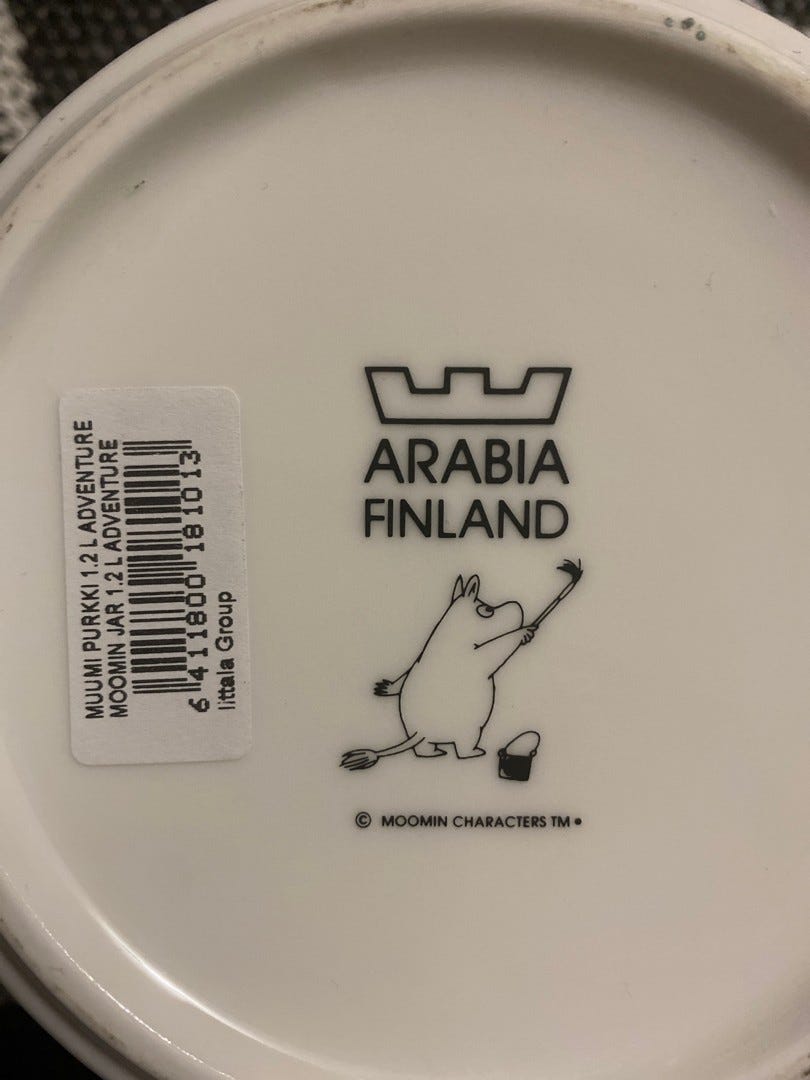 MUUMI PURKKI 1.2 L ADVENTURE
MOOMIN JAR 1.2 L ADVENTURE
6 411800 181013
Iittala Group
ARABIA
FINLAND
© MOOMIN CHARACTERS TM •